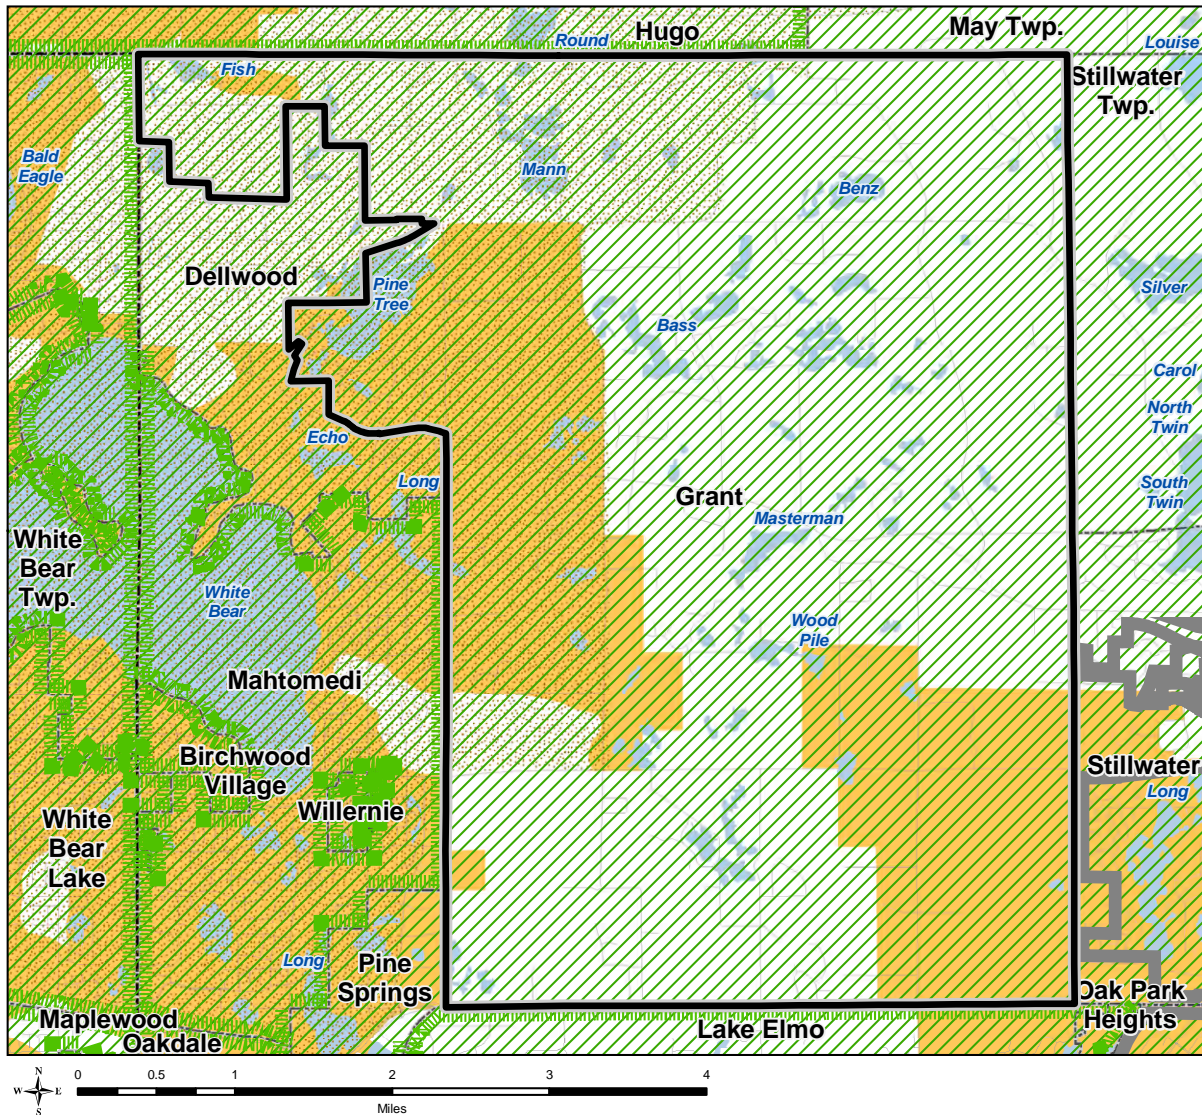 Hugo
May Twp.
Round
Louise
Fish
Stillwater
Twp.
Bald
Eagle
Mann
Benz
Dellwood
Pine
Tree
Silver
Bass
Carol
North
Twin
Echo
Long
South
Twin
Grant
Masterman
White
Bear
Twp.
White
Bear
Wood
Pile
Mahtomedi
Birchwood
Village
Stillwater
Long
Willernie
White
Bear
Lake
Long
Pine
Springs
Oak Park
Heights
Maplewood
Oakdale
Lake Elmo
N
W E
S
0 0.5 1 2 3 4
Miles